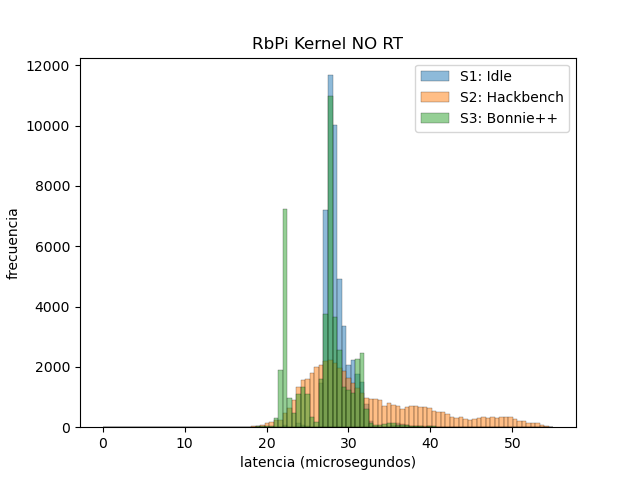 RbPi Kernel NO RT
S1: Idle
S2: Hackbench
S3: Bonnie++
frecuencia
12000
10000
8000
6000
4000
2000
0
0 10 20 30 40 50
latencia (microsegundos)